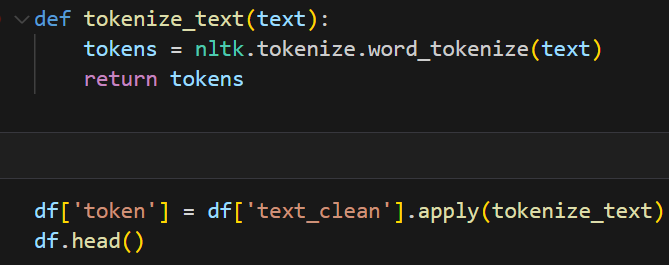 def tokenize_text(text):
    tokens = nltk.tokenize.word_tokenize(text)
    return tokens
df['token'] = df['text_clean'].apply(tokenize_text)
df.head()